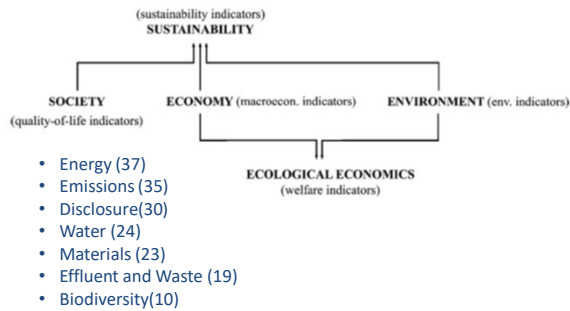 (sustainability indicators)
SUSTAINABILITY
SOCIETY
(quality-of-life indicators)
ECONOMY (macroccon. indicators)
ENVIRONMENT (env. indicators)
ECOLOGICAL ECONOMICS
(welfare indicators)
• Energy (37)
• Emissions (35)
• Disclosure(30)
• Water (24)
• Materials (23)
• Effluent and Waste (19)
• Biodiversity(10)